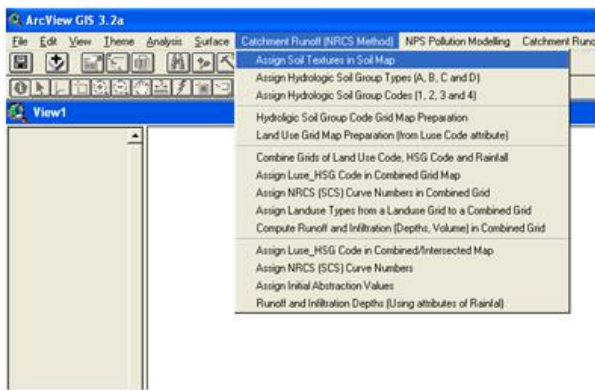 ArcView GIS 3.2a
File Edit View Theme Analysis Surface Catchment Runoff (NRCS Method) NPS Pollution Modelling Catchment Runo
View1
Assign Soil Textures in Soil Map
Assign Hydrologic Soil Group Types (A, B, C and D)
Assign Hydrologic Soil Group Codes (1, 2, 3 and 4)
Hydroligic Soil Group Code Grid Map Preparation
Land Use Grid Map Preparation (from Luse Code attribute)
Combine Grids of Land Use Code, HSG Code and Rainfall
Assign Luse_HSG Code in Combined Grid Map
Assign NRCS (SCS) Curve Numbers in Combined Grid
Assign Landuse Types from a Landuse Grid to a Combined Grid
Compute Runoff and Infiltration (Depths, Volume) in Combined Grid
Assign Luse_HSG Code in Combined/Intersected Map
Assign NRCS (SCS) Curve Numbers
Assign Initial Abstraction Values
Runoff and Infiltration Depths (Using attributes of Rainfal)